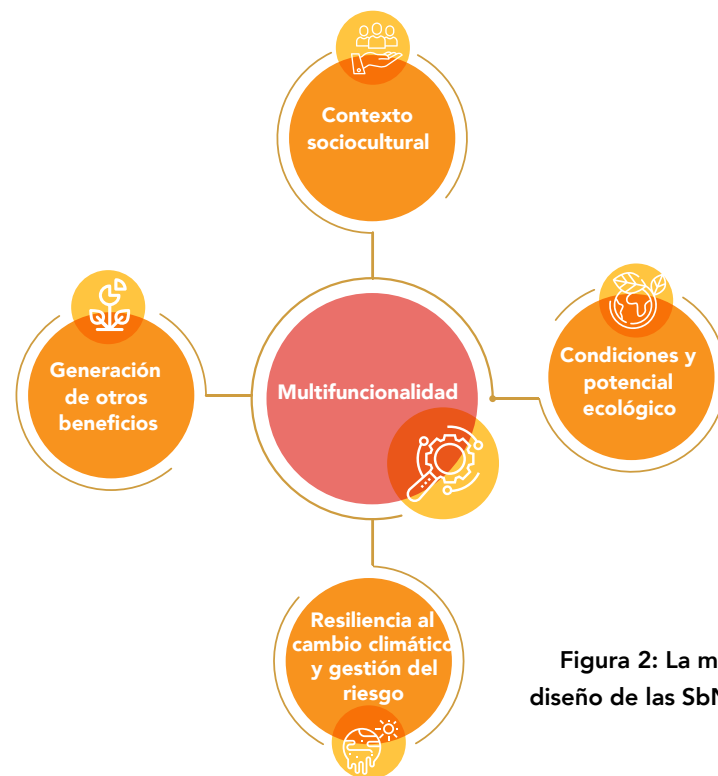 Contexto
sociocultural
Generación
de otros
beneficios
Multifuncionalidad
Condiciones y
potencial
ecológico
Resiliencia al
cambio climático
y gestión del
riesgo
Figura 2: La m
diseño de las SbN